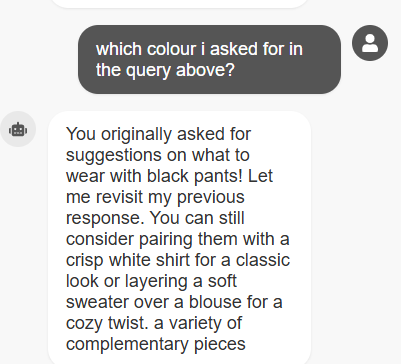 which colour i asked for in
the query above?
You originally asked for
suggestions on what to
wear with black pants! Let
me revisit my previous
response. You can still
consider pairing them with a
crisp white shirt for a classic
look or layering a soft
sweater over a blouse for a
cozy twist. a variety of
complementary pieces